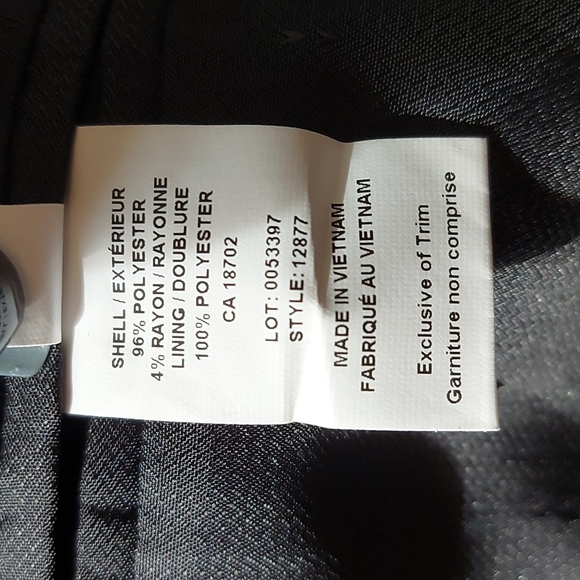 SHELL / EXTÉRIEUR
96% POLYESTER
4% RAYON / RAYONNE
LINING / DOUBLURE
100% POLYESTER
CA 18702
LOT: 0053397
STYLE: 12877
MADE IN VIETNAM
FABRIQUÉ AU VIETNAM
Exclusive of Trim
Garniture non comprise